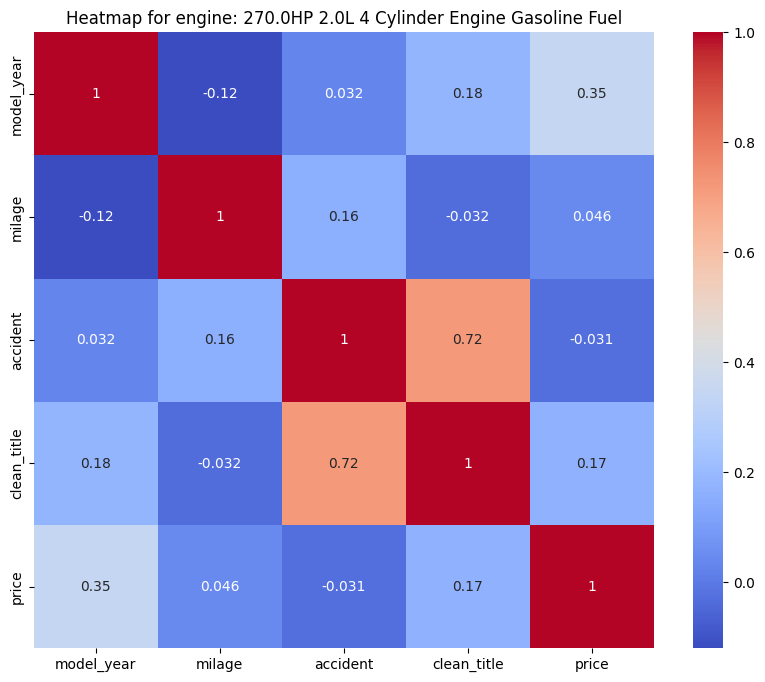 Heatmap for engine: 270.0HP 2.0L 4 Cylinder Engine Gasoline Fuel
model_year 1 -0.12 0.032 0.18 0.35
milage -0.12 1 0.16 -0.032 0.046
accident 0.032 0.16 1 0.72 -0.031
clean_title 0.18 -0.032 0.72 1 0.17
price 0.35 0.046 -0.031 0.17 1
model_year milage accident clean_title price
1.0
0.8
0.6
0.4
0.2
0.0